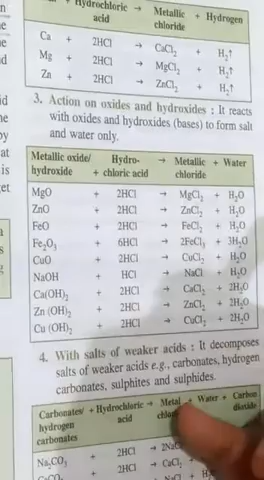 + Hydrochloric → Metallic + Hydrogen
acid chloride
Ca + 2HCl → CaCl₂ + H₂↑
Mg + 2HCl → MgCl₂ + H₂↑
Zn + 2HCl → ZnCl₂ + H₂↑
3. Action on oxides and hydroxides : It reacts
with oxides and hydroxides (bases) to form salt
and water only.
Metallic oxide/ Hydro- → Metallic + Water
hydroxide + chloric acid chloride
MgO + 2HCl → MgCl₂ + H₂O
ZnO + 2HCl → ZnCl₂ + H₂O
FeO + 2HCl → FeCl₂ + H₂O
Fe₂O₃ + 6HCl → 2FeCl₃ + 3H₂O
CuO + 2HCl → CuCl₂ + H₂O
NaOH + HCl → NaCl + H₂O
Ca(OH)₂ + 2HCl → CaCl₂ + 2H₂O
Zn (OH)₂ + 2HCl → ZnCl₂ + 2H₂O
Cu (OH)₂ + 2HCl → CuCl₂ + 2H₂O
4. With salts of weaker acids : It decomposes
salts of weaker acids e.g., carbonates, hydrogen
carbonates, sulphites and sulphides.
Carbonates/ + Hydrochloric → Metal + Water + Carbon
hydrogen acid dioxide
carbonates
Na₂CO₃ + 2HCl →
+ 2HCl → CaCl₂